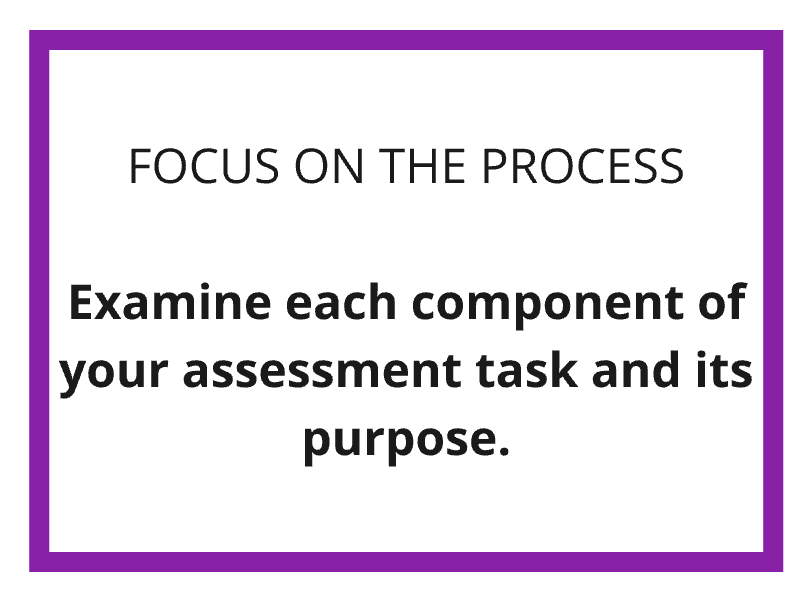 FOCUS ON THE PROCESS
Examine each component of
your assessment task and its
purpose.